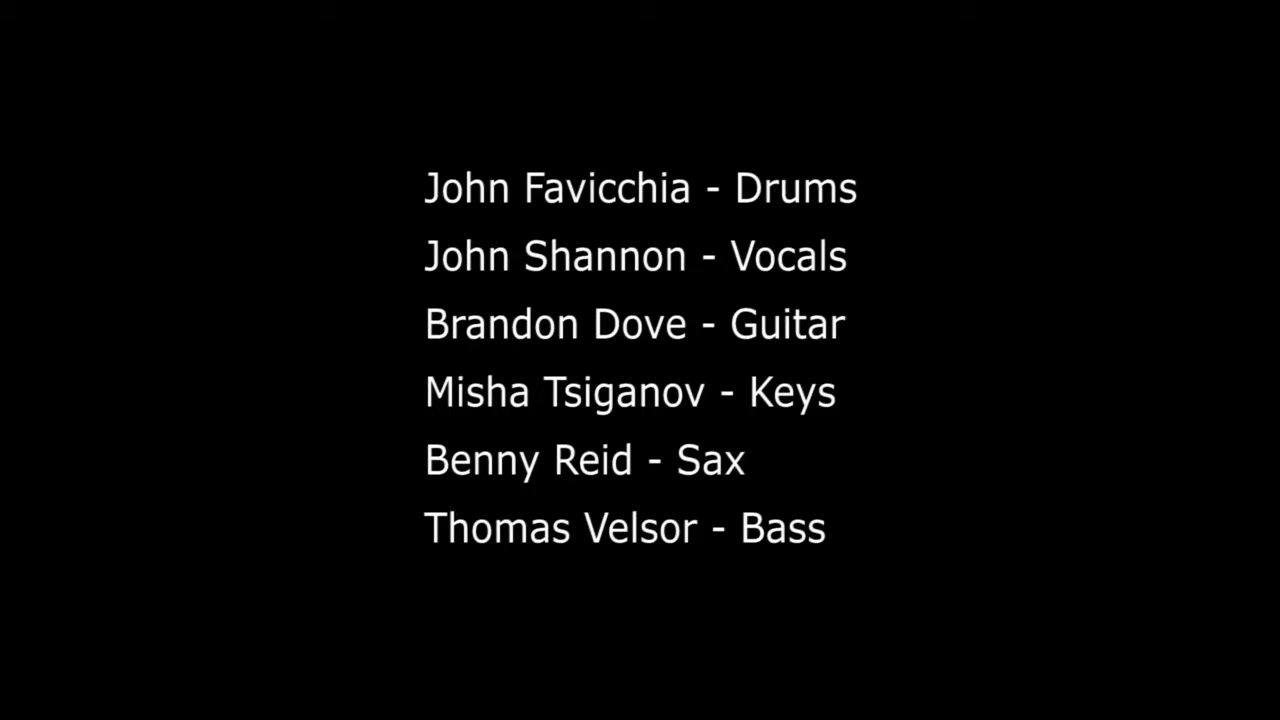 John Favicchia - Drums
John Shannon - Vocals
Brandon Dove - Guitar
Misha Tsiganov - Keys
Benny Reid - Sax
Thomas Velsor - Bass